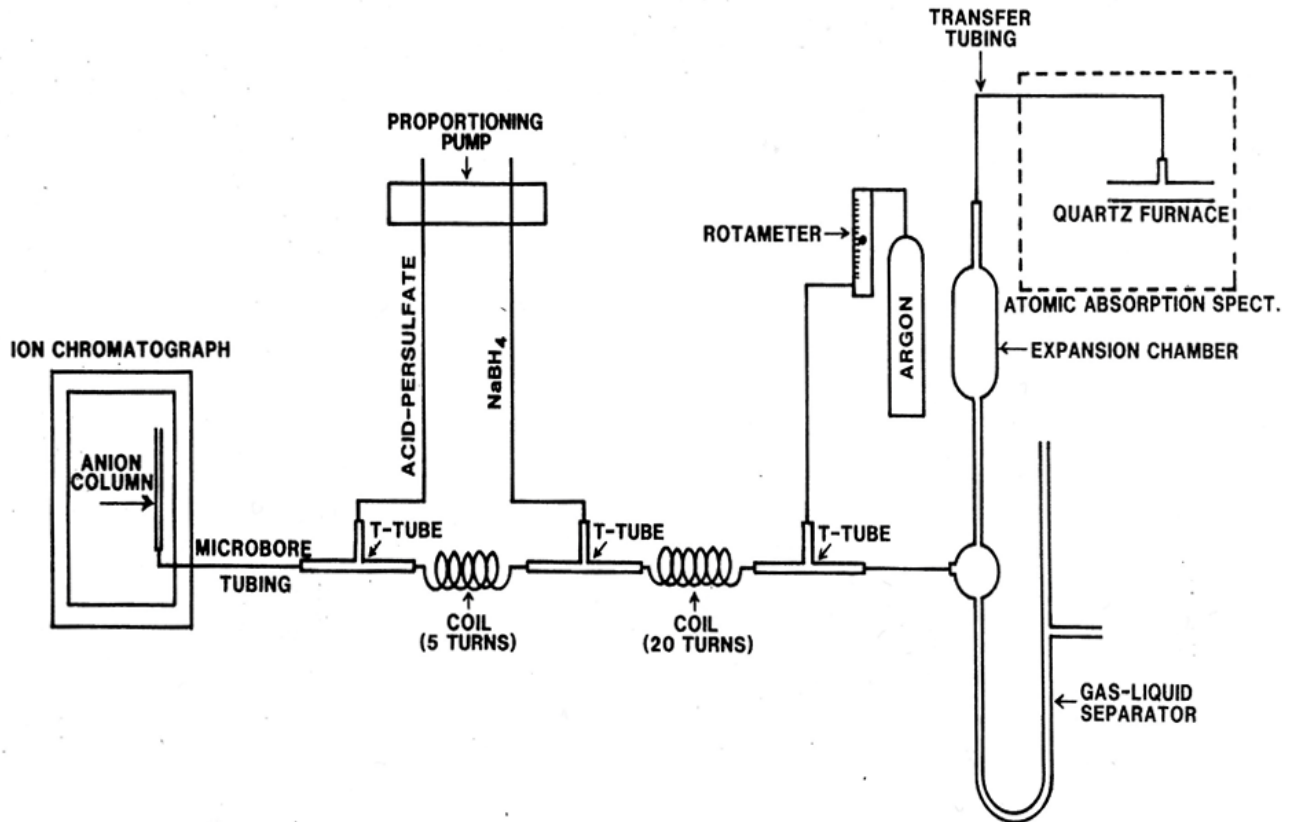 TRANSFER
TUBING
PROPORTIONING
PUMP
QUARTZ FURNACE
ROTAMETER
ATOMIC ABSORPTION SPECT.
ION CHROMATOGRAPH
ACID-PERSULFATE
NaBH4
ARGON
EXPANSION CHAMBER
ANION
COLUMN
MICROBORE
TUBING
T-TUBE
T-TUBE
T-TUBE
COIL
(5 TURNS)
COIL
(20 TURNS)
GAS-LIQUID
SEPARATOR